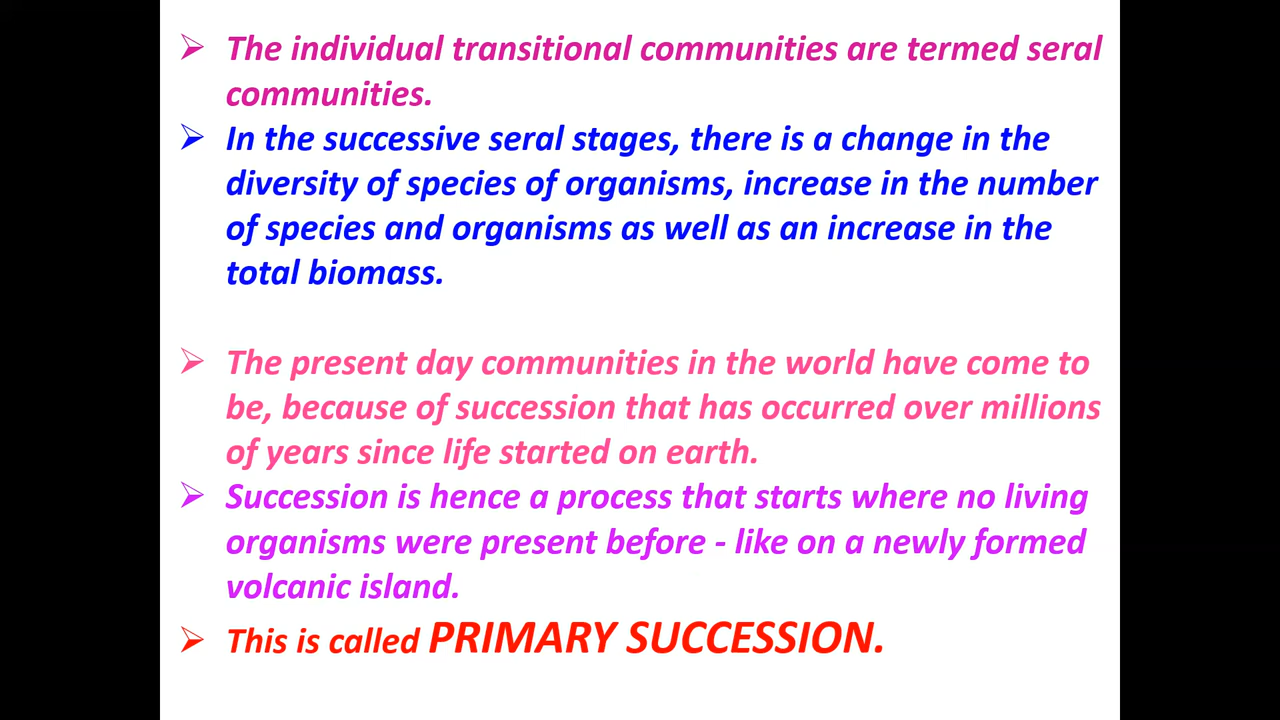 ➢ The individual transitional communities are termed seral
communities.
➢ In the successive seral stages, there is a change in the
diversity of species of organisms, increase in the number
of species and organisms as well as an increase in the
total biomass.
➢ The present day communities in the world have come to
be, because of succession that has occurred over millions
of years since life started on earth.
➢ Succession is hence a process that starts where no living
organisms were present before - like on a newly formed
volcanic island.
➢ This is called PRIMARY SUCCESSION.